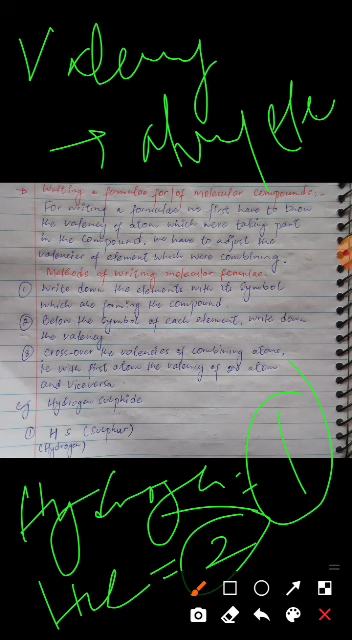 Valency
→
Writing a formulae for of molecular compounds:-
For writing a formulae we first have to know
the valency of atom which were taking part
in the compound, we have to adjust the
valencies of element which were combining.
Methods of writing molecular formulae.
① Write down the elements with its symbol
which are forming the compound.
② Below the symbol of each element, write down
the valency
③ Cross over the valencies of combining atoms,
ie with first atom the valency of atom
and Viceversa.
eg Hydrogen sulphide
① H S (Sulphur)
(Hydrogen)
Hydrogen = 1
= 2